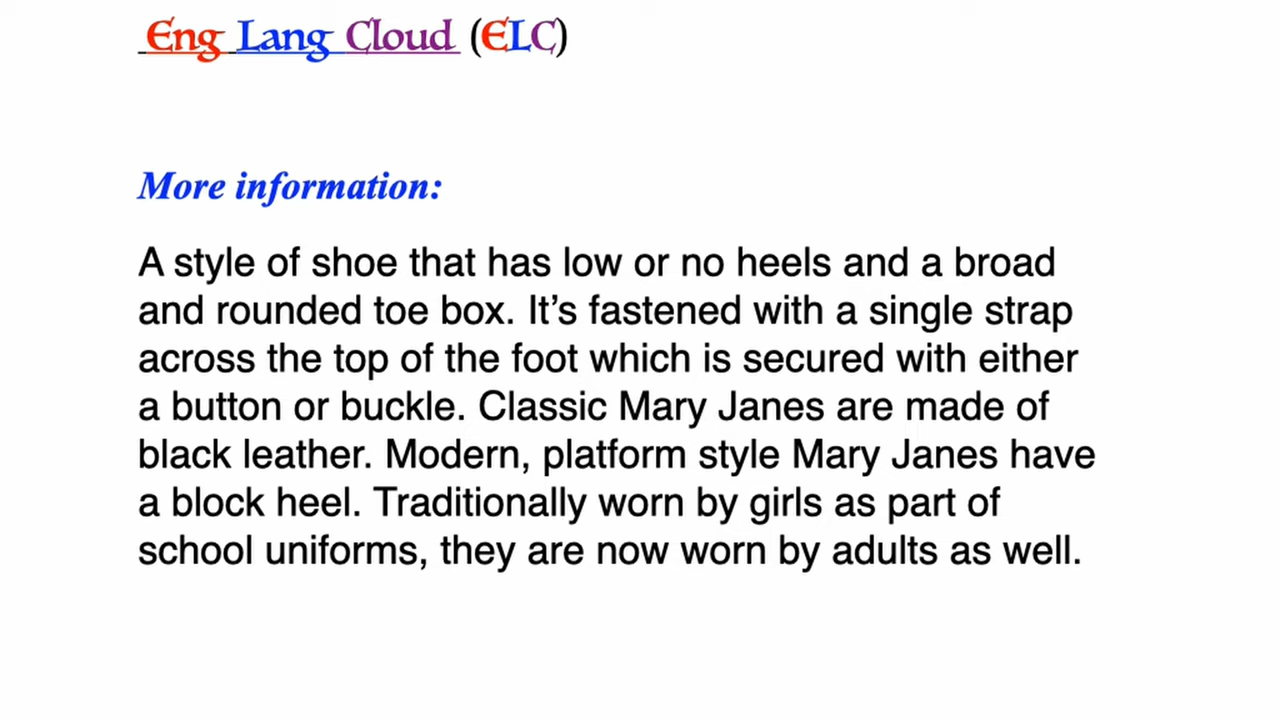 Eng Lang Cloud (ELC)
More information:
A style of shoe that has low or no heels and a broad
and rounded toe box. It’s fastened with a single strap
across the top of the foot which is secured with either
a button or buckle. Classic Mary Janes are made of
black leather. Modern, platform style Mary Janes have
a block heel. Traditionally worn by girls as part of
school uniforms, they are now worn by adults as well.